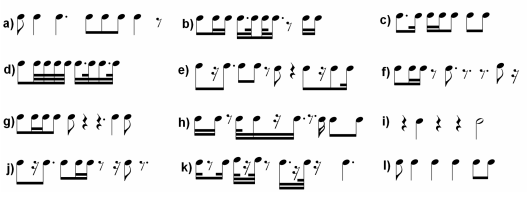 a) b) c)
d) e) f)
g) h) i)
j) k) l)